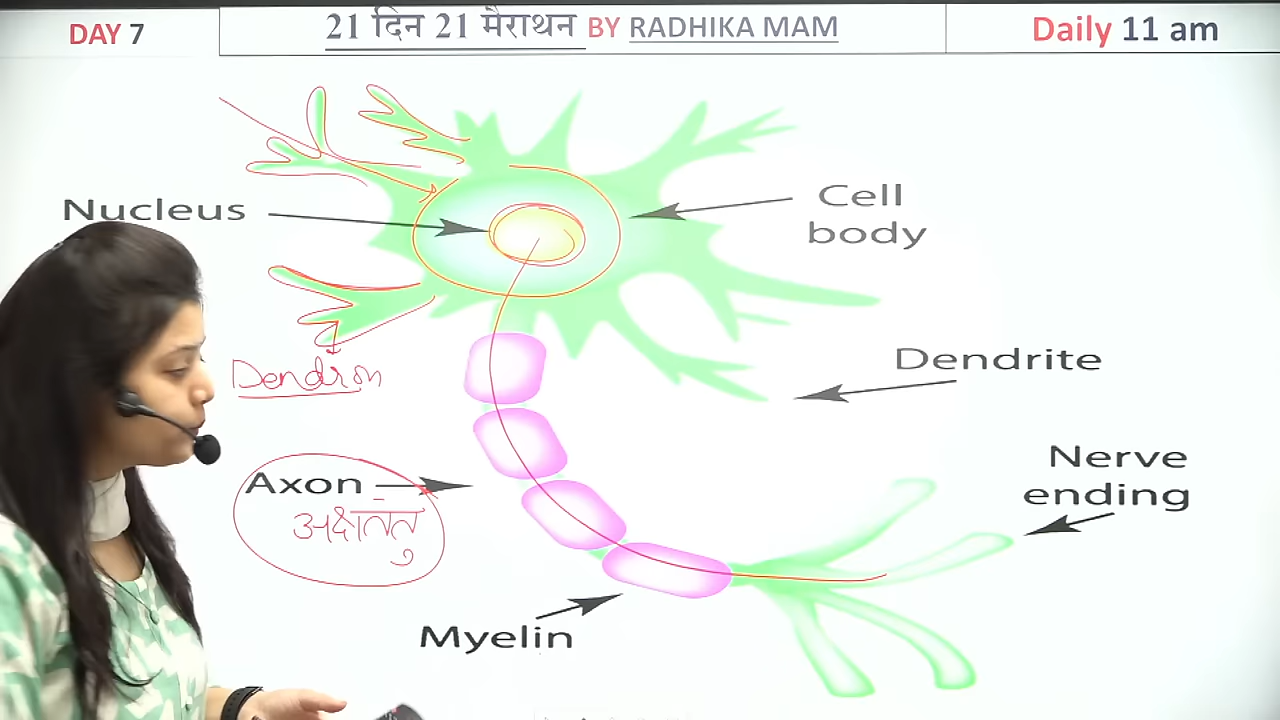 DAY 7
21 दिन 21 मैराथन BY RADHIKA MAM
Daily 11 am
Nucleus
Cell
body
Dendron
Dendrite
Axon
अक्षतंतु
Nerve
ending
Myelin